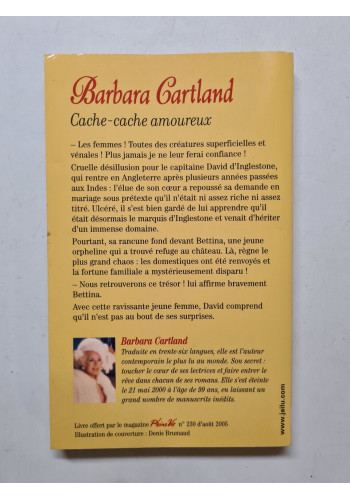 Barbara Cartland
Cache-cache amoureux
– Les femmes ! Toutes des créatures superficielles et
vénales ! Plus jamais je ne leur ferai confiance !
Cruelle désillusion pour le capitaine David d'Inglestone,
qui rentre en Angleterre après plusieurs années passées
aux Indes : l'élue de son cœur a repoussé sa demande en
mariage sous prétexte qu'il n'était ni assez riche ni assez
titré. Ulcéré, il s'est bien gardé de lui apprendre qu'il
était désormais le marquis d'Inglestone et venait d'hériter
d'un immense domaine.
Pourtant, sa rancune fond devant Bettina, une jeune
orpheline qui a trouvé refuge au château. Là, règne le
plus grand chaos : les domestiques ont été renvoyés et
la fortune familiale a mystérieusement disparu !
– Nous retrouverons ce trésor ! lui affirme bravement
Bettina.
Avec cette ravissante jeune femme, David comprend
qu'il n'est pas au bout de ses surprises.
Barbara Cartland
Traduite en trente-six langues, elle est l'auteur
contemporain le plus lu au monde. Son secret :
toucher le cœur de ses lectrices et faire entrer le
rêve dans chacun de ses romans. Elle s'est éteinte
le 21 mai 2000 à l'âge de 99 ans, en laissant un
grand nombre de manuscrits inédits.
www.jailu.com
Livre offert par le magazine Pleine Vie n° 230 d'août 2005
Illustration de couverture : Denis Brumaud